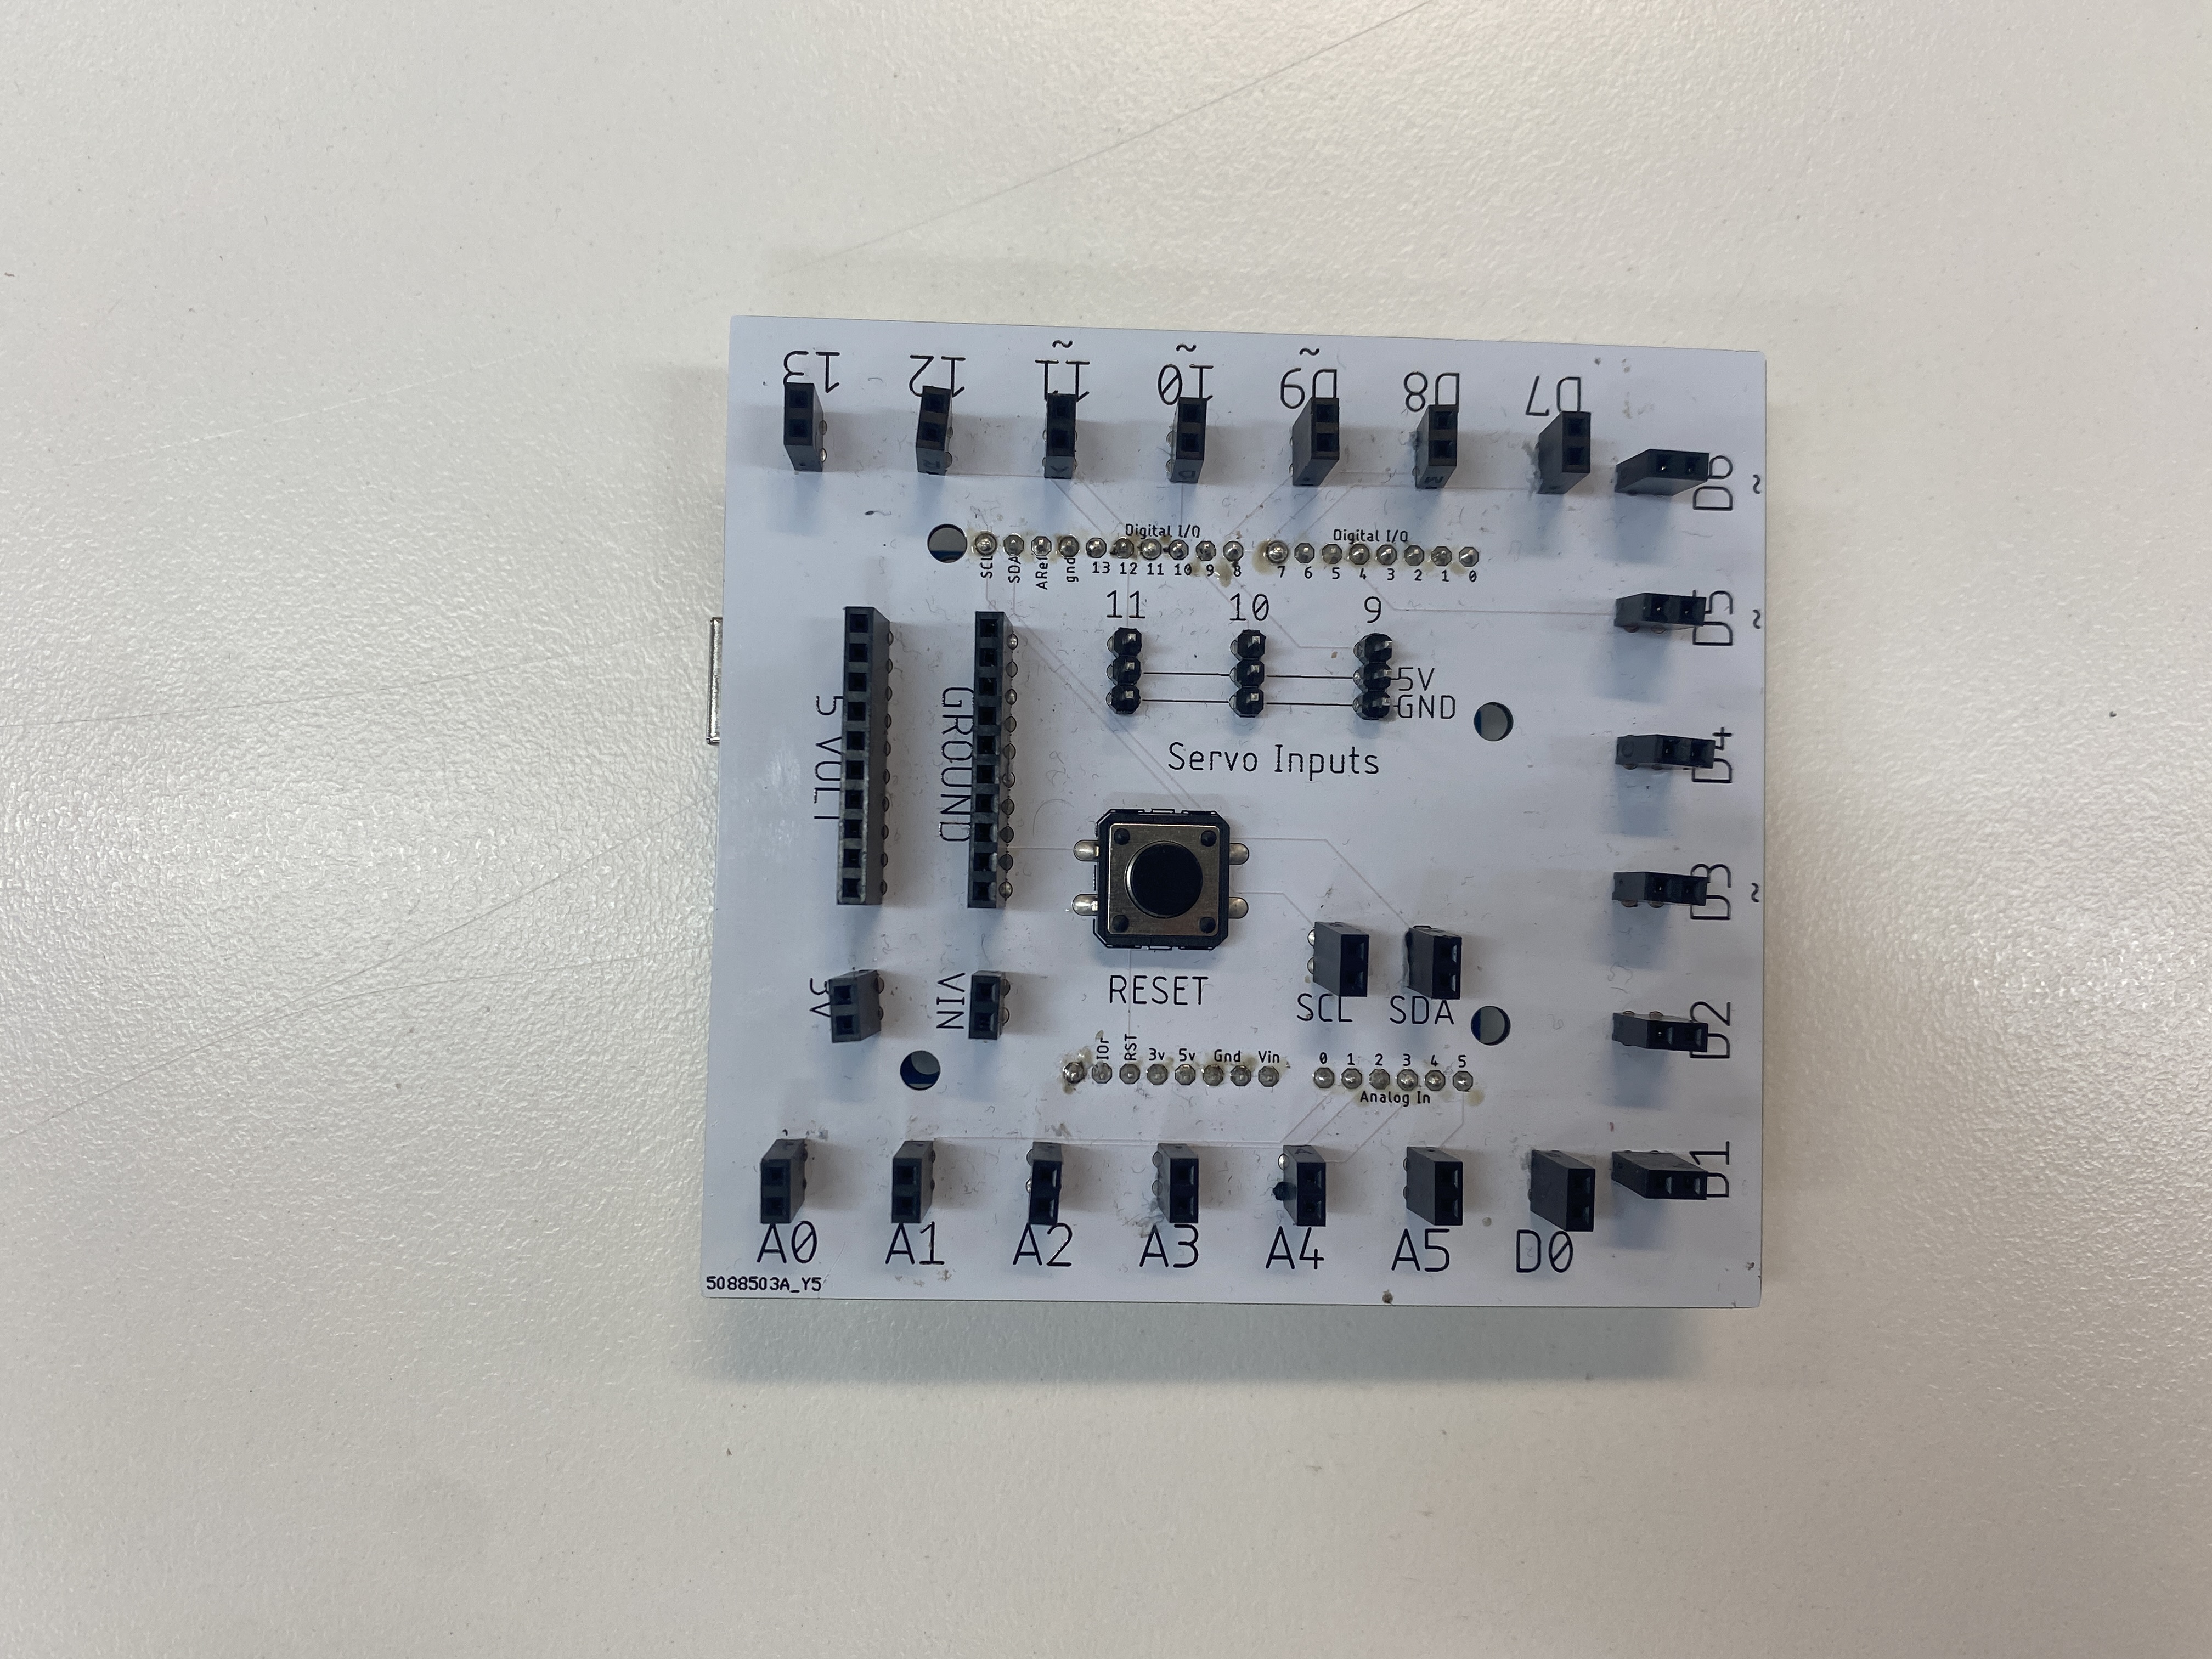 13 12 ~11 ~10 ~D9 D8 D7
D6 ~
Digital I/O Digital I/O
SCL SDA ARef gnd 13 12 11 10 9 8 7 6 5 4 3 2 1 0
D5 ~
11 10 9
5V
GND
Servo Inputs
5 VOLT
GROUND
D4
D3 ~
RESET
3V
VIN
SCL SDA
D2
IOr RST 3v 5v Gnd Vin
0 1 2 3 4 5
Analog In
D1
A0 A1 A2 A3 A4 A5 D0
5088503A_Y5